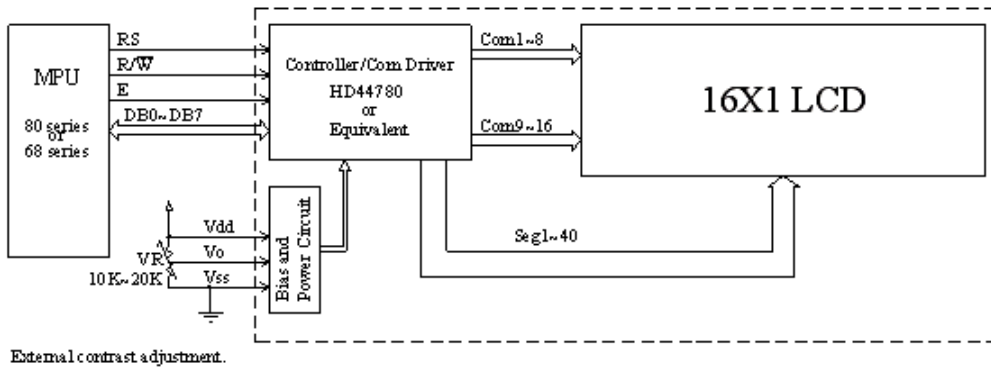 MPU
80 series
or
68 series
RS
R/W̅
E
DB0~DB7
Controller/Com Driver
HD44780
or
Equivalent
Com1~8
Com9~16
16X1 LCD
Seg1~40
Vdd
Vo
Vss
VR
10K~20K
Bias and
Power Circuit
External contrast adjustment.